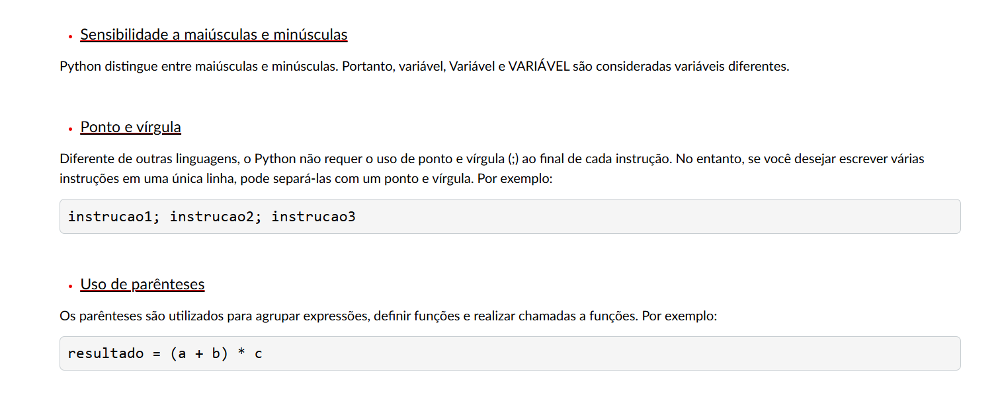 Sensibilidade a maiúsculas e minúsculas
Python distingue entre maiúsculas e minúsculas. Portanto, variável, Variável e VARIÁVEL são consideradas variáveis diferentes.
Ponto e vírgula
Diferente de outras linguagens, o Python não requer o uso de ponto e vírgula (;) ao final de cada instrução. No entanto, se você desejar escrever várias
instruções em uma única linha, pode separá-las com um ponto e vírgula. Por exemplo:
instrucao1; instrucao2; instrucao3
Uso de parênteses
Os parênteses são utilizados para agrupar expressões, definir funções e realizar chamadas a funções. Por exemplo:
resultado = (a + b) * c